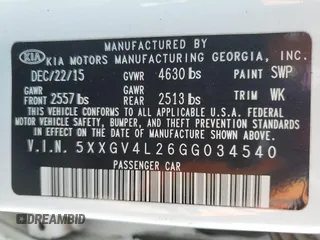 MANUFACTURED BY
KIA KIA MOTORS MANUFACTURING GEORGIA, INC.
DEC/22/15 GVWR 4630 lbs PAINT SWP
GAWR FRONT 2557 lbs GAWR REAR 2513 lbs TRIM WK
THIS VEHICLE CONFORMS TO ALL APPLICABLE U.S.A. FEDERAL MOTOR
VEHICLE SAFETY, BUMPER, AND THEFT PREVENTION STANDARDS IN
EFFECT ON THE DATE OF MANUFACTURE SHOWN ABOVE.
V.I.N. 5XXGV4L26GG034540
PASSENGER CAR
DREAMBID